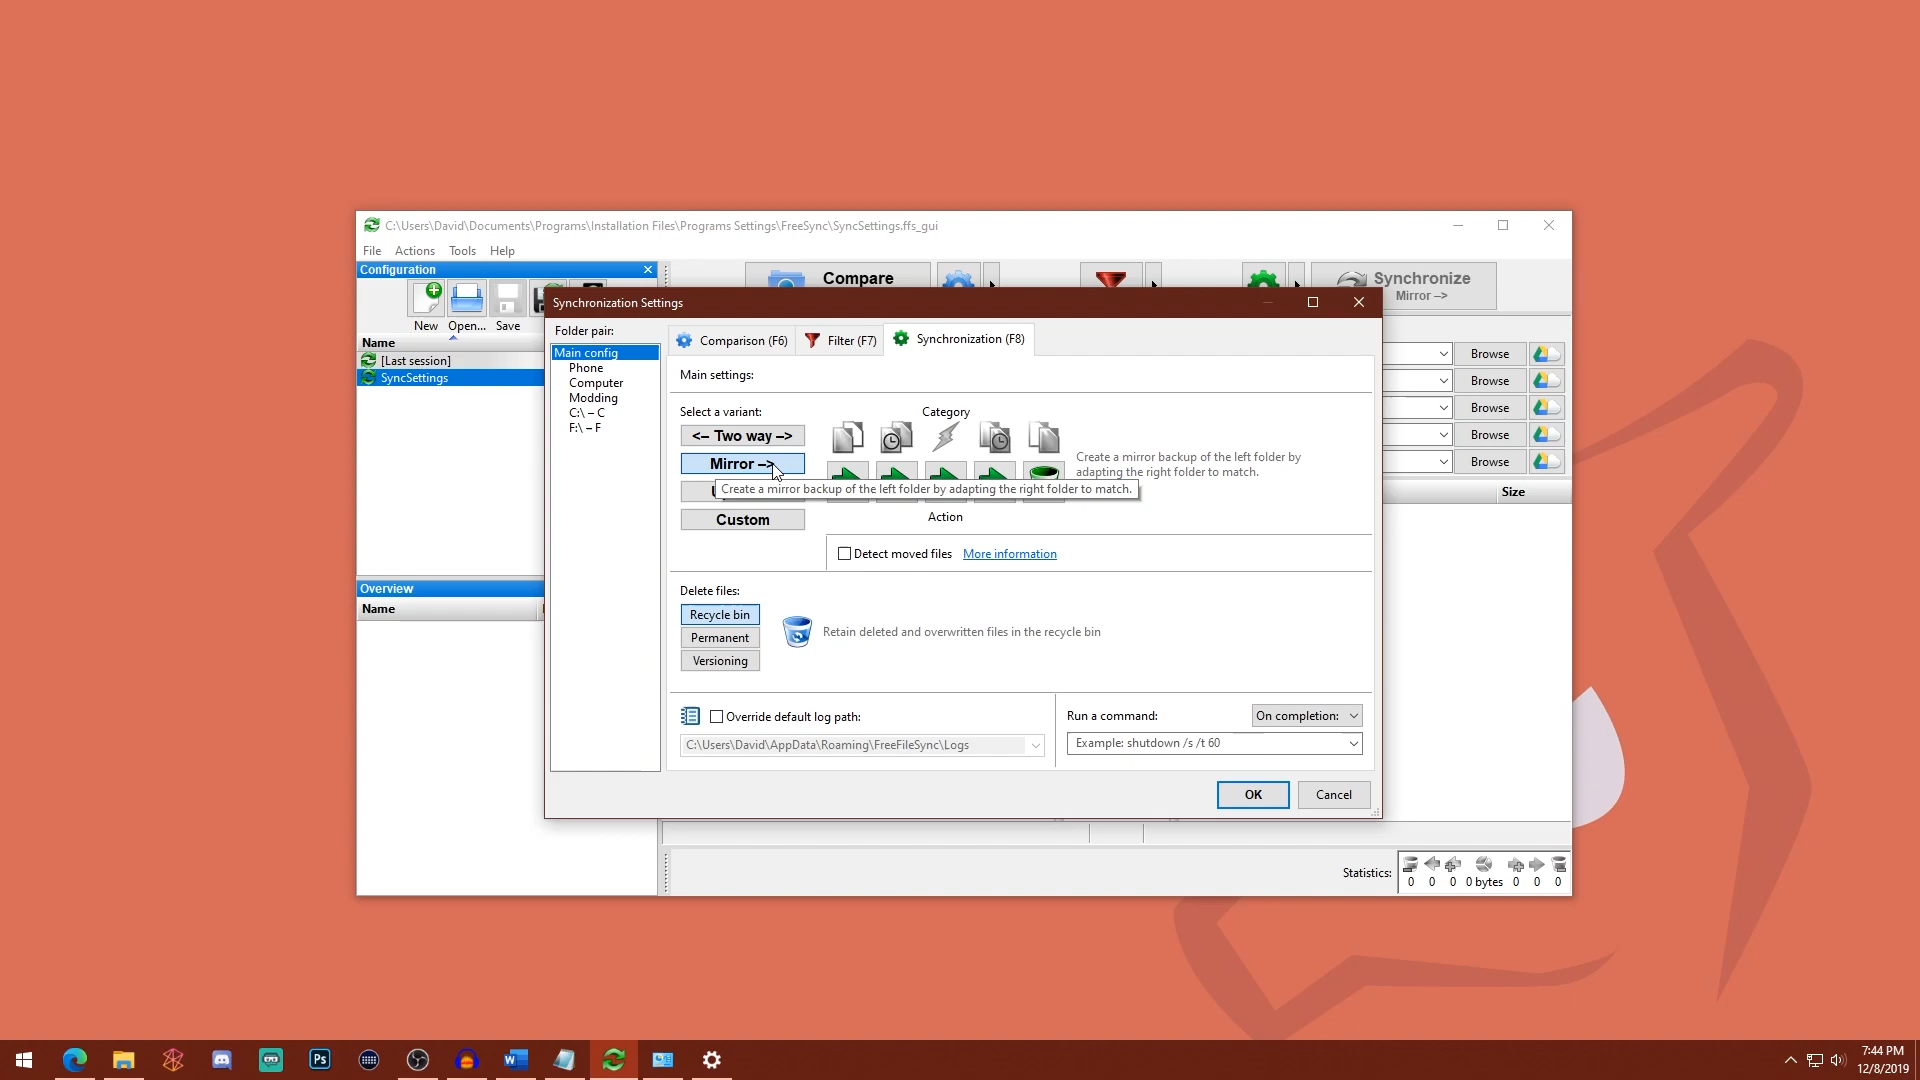 C:\Users\David\Documents\Programs\Installation Files\Programs Settings\FreeSync\SyncSettings.ffs_gui
File Actions Tools Help
Configuration
Compare
Synchronize
Mirror –>
New Open... Save
Name
[Last session]
SyncSettings
Overview
Name
Synchronization Settings
Folder pair:
Main config
Phone
Computer
Modding
C:\ – C
F:\ – F
Comparison (F6) Filter (F7) Synchronization (F8)
Main settings:
Select a variant:
Category
<– Two way –>
Mirror –>
Create a mirror backup of the left folder by
adapting the right folder to match.
Create a mirror backup of the left folder by adapting the right folder to match.
Custom
Action
Detect moved files More information
Delete files:
Recycle bin
Permanent
Versioning
Retain deleted and overwritten files in the recycle bin
Override default log path:
C:\Users\David\AppData\Roaming\FreeFileSync\Logs
Run a command:
On completion:
Example: shutdown /s /t 60
OK Cancel
Browse
Browse
Browse
Browse
Browse
Size
Statistics:
0 0 0 0 bytes 0 0 0
Ps
7:44 PM
12/8/2019